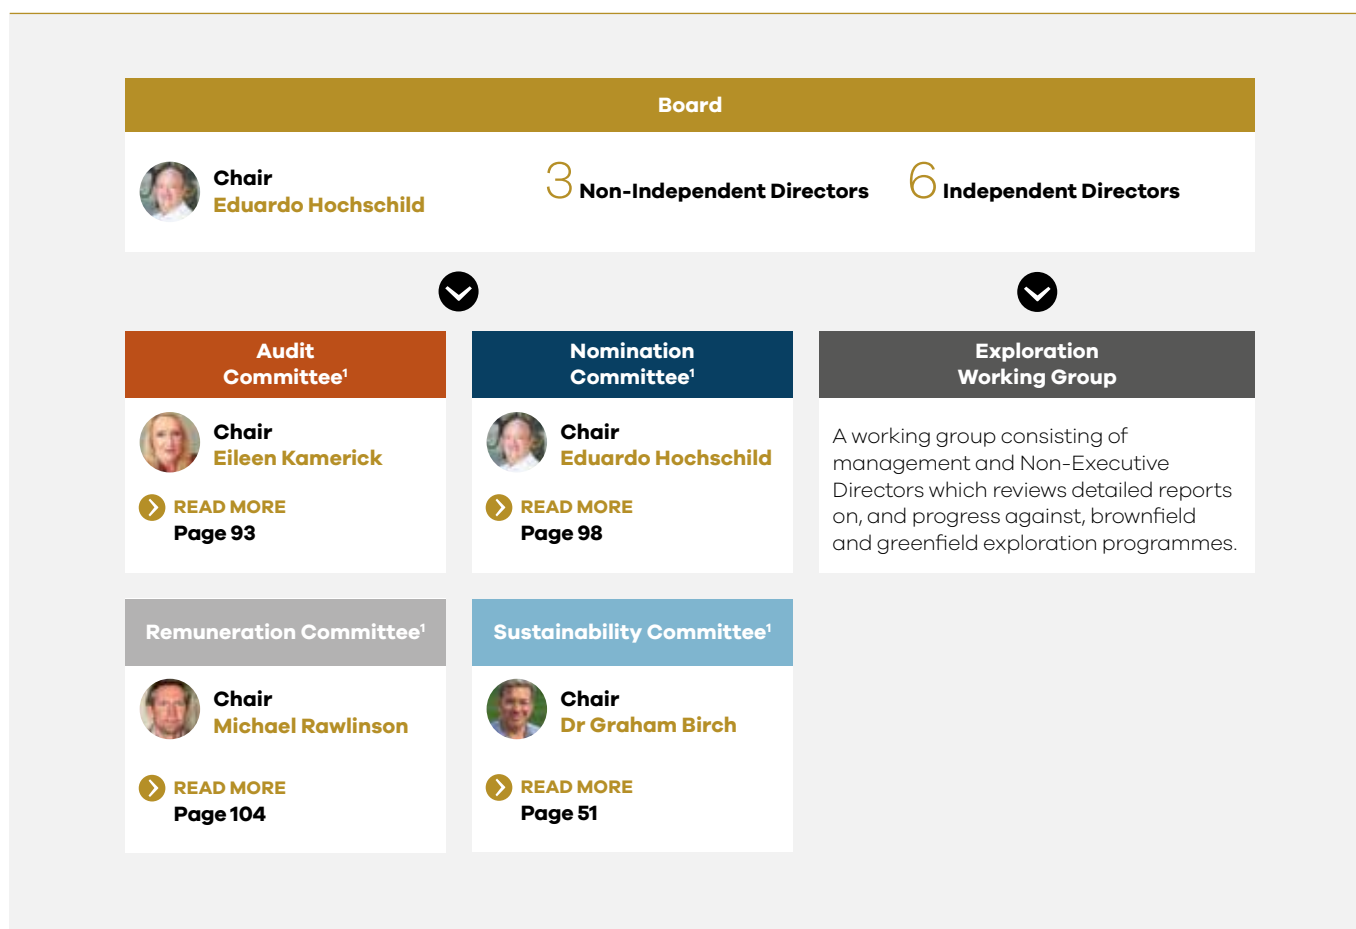 Board
Chair
Eduardo Hochschild
3 Non-Independent Directors
6 Independent Directors
Audit
Committee¹
Chair
Eileen Kamerick
READ MORE
Page 93
Nomination
Committee¹
Chair
Eduardo Hochschild
READ MORE
Page 98
Exploration
Working Group
A working group consisting of
management and Non-Executive
Directors which reviews detailed reports
on, and progress against, brownfield
and greenfield exploration programmes.
Remuneration Committee¹
Chair
Michael Rawlinson
READ MORE
Page 104
Sustainability Committee¹
Chair
Dr Graham Birch
READ MORE
Page 51